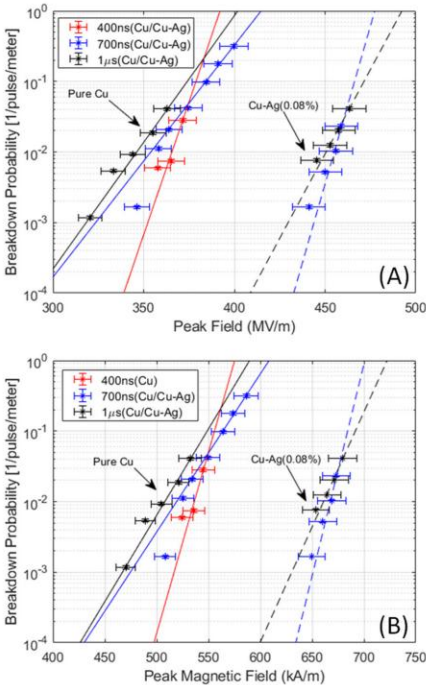 400ns(Cu/Cu-Ag)
700ns(Cu/Cu-Ag)
1μs(Cu/Cu-Ag)
Pure Cu
Cu-Ag(0.08%)
(A)
10^0
10^-1
10^-2
10^-3
10^-4
Breakdown Probability [1/pulse/meter]
300 350 400 450 500
Peak Field (MV/m)
400ns(Cu)
700ns(Cu/Cu-Ag)
1μs(Cu/Cu-Ag)
Pure Cu
Cu-Ag(0.08%)
(B)
10^0
10^-1
10^-2
10^-3
10^-4
Breakdown Probability [1/pulse/meter]
400 450 500 550 600 650 700 750
Peak Magnetic Field (kA/m)